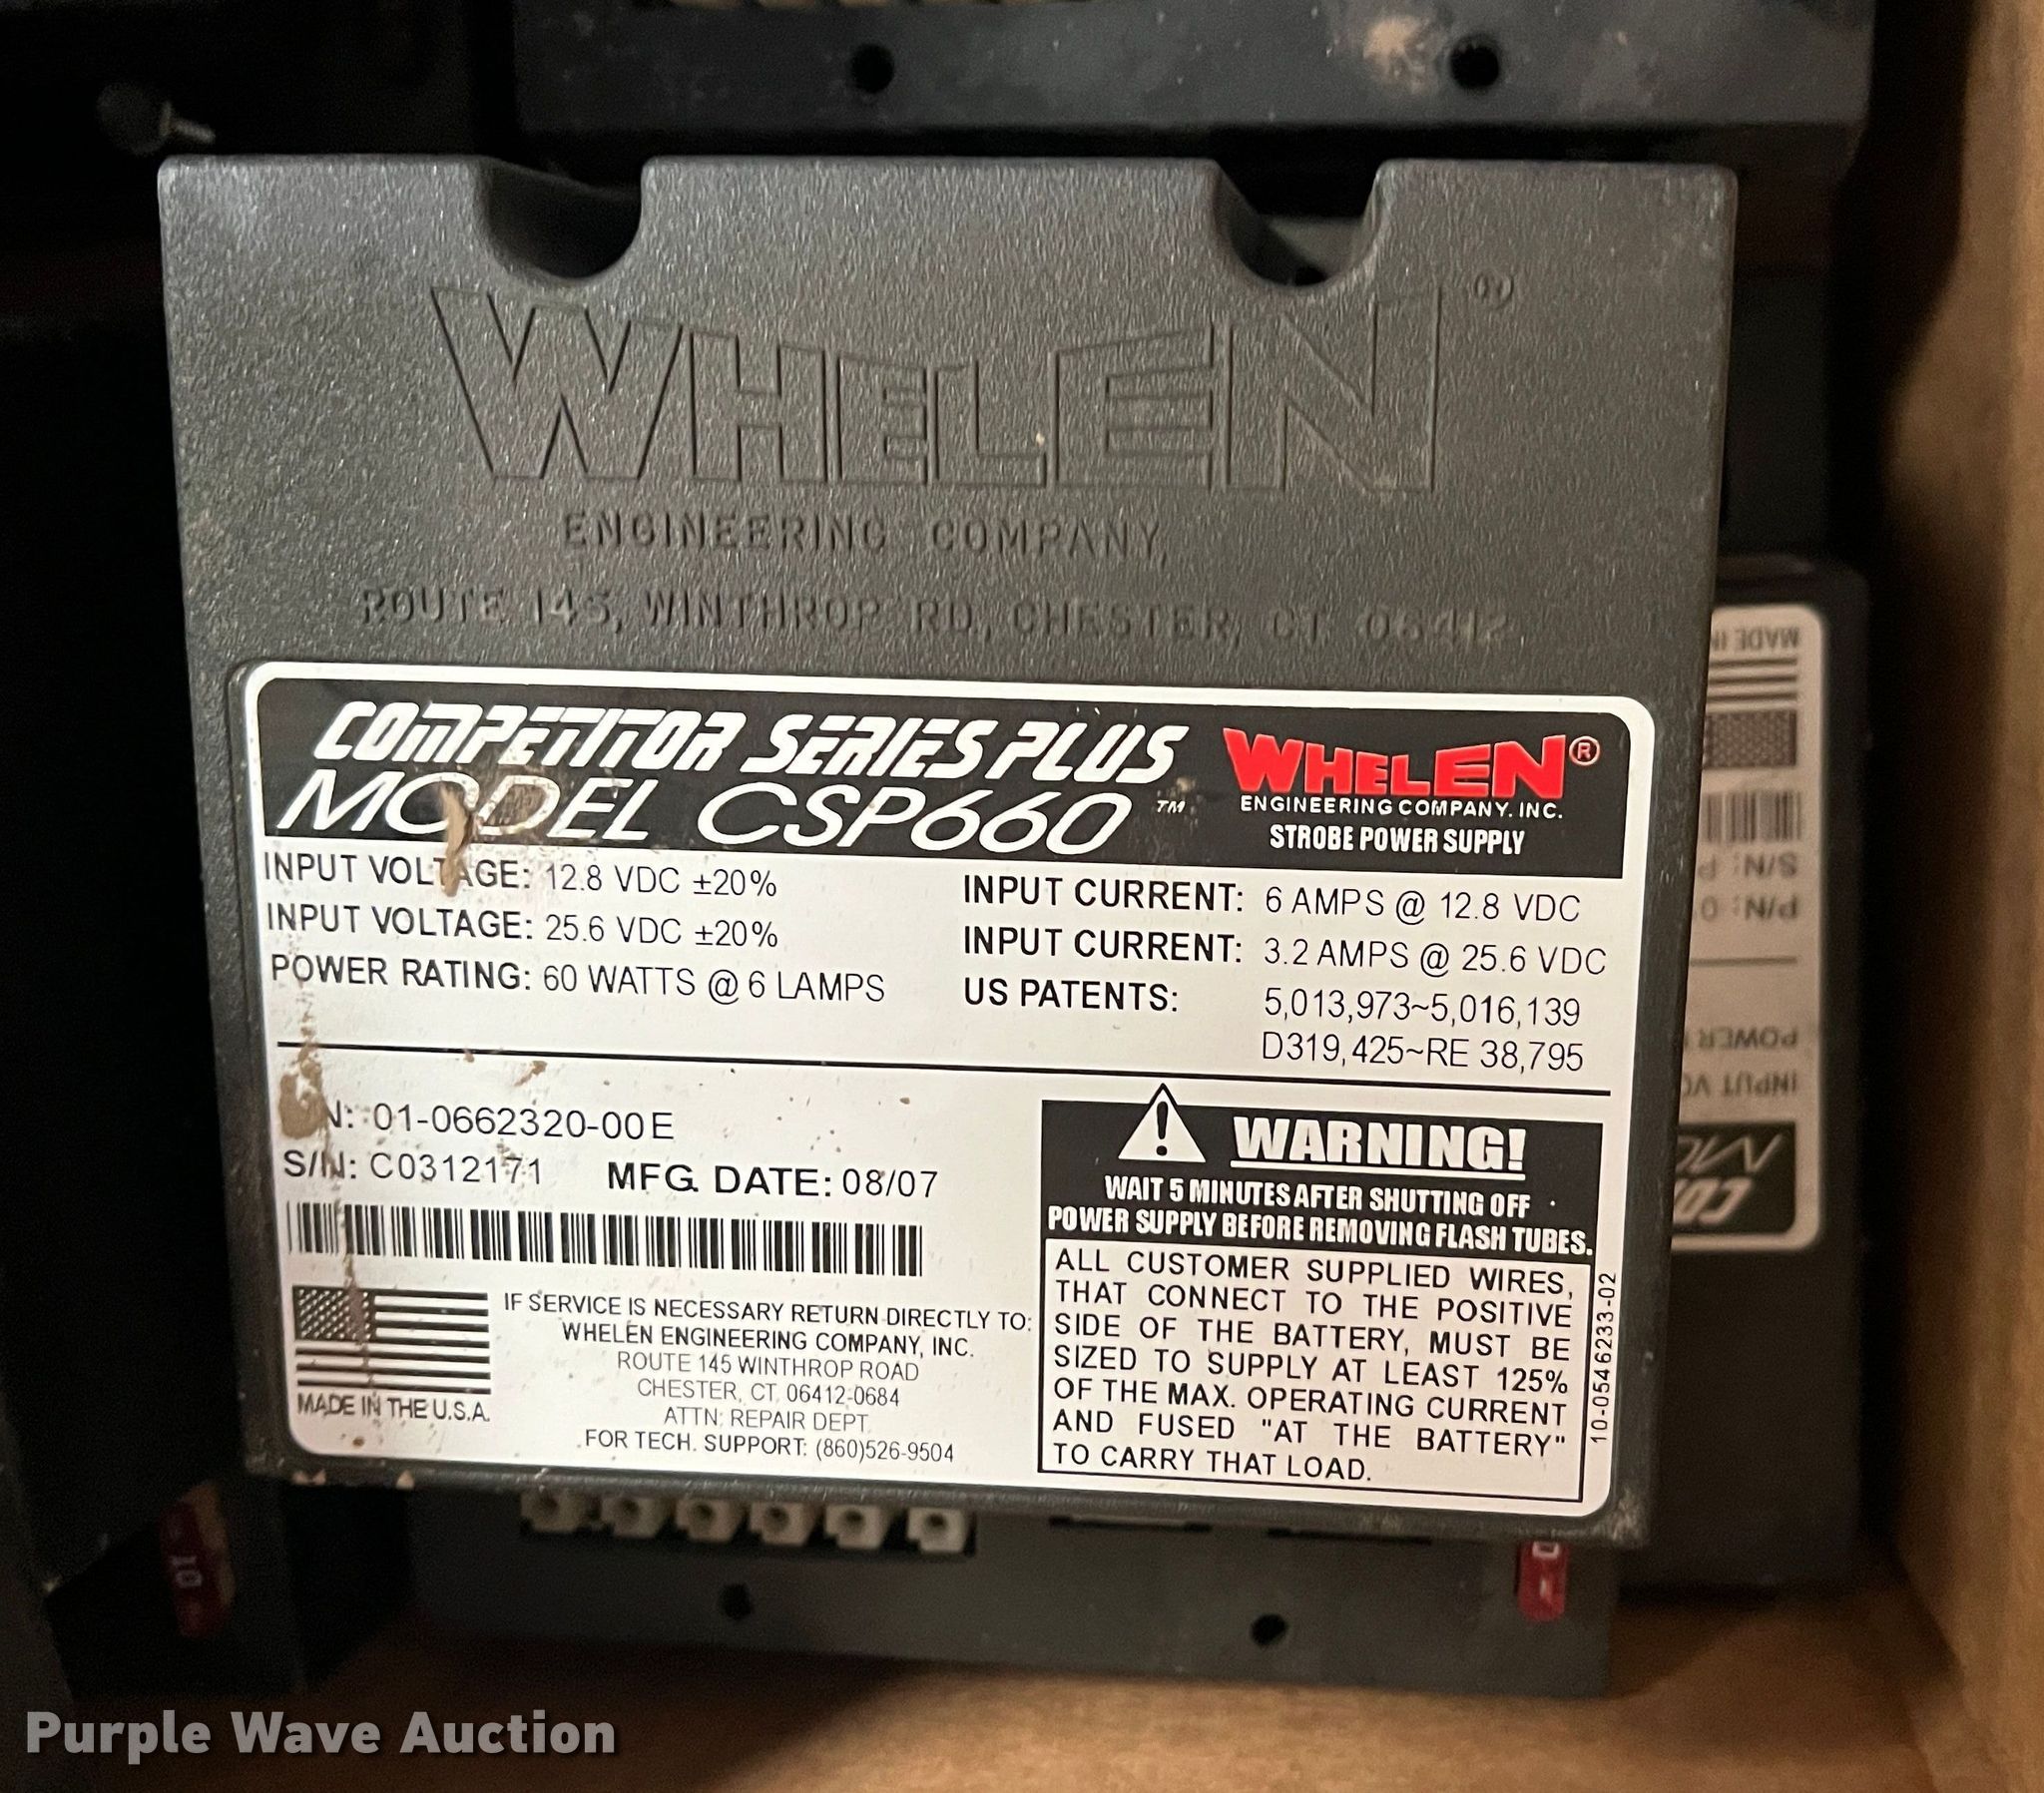 WHELEN ®
ENGINEERING COMPANY,
ROUTE 145, WINTHROP RD., CHESTER, CT. 06412
COMPETITOR SERIES PLUS
MODEL CSP660 ™
WHELEN®
ENGINEERING COMPANY, INC.
STROBE POWER SUPPLY
INPUT VOLTAGE: 12.8 VDC ±20%
INPUT VOLTAGE: 25.6 VDC ±20%
POWER RATING: 60 WATTS @ 6 LAMPS
INPUT CURRENT: 6 AMPS @ 12.8 VDC
INPUT CURRENT: 3.2 AMPS @ 25.6 VDC
US PATENTS: 5,013,973~5,016,139
D319,425~RE 38,795
N: 01-0662320-00E
S/N: C0312171 MFG. DATE: 08/07
MADE IN THE U.S.A.
IF SERVICE IS NECESSARY RETURN DIRECTLY TO:
WHELEN ENGINEERING COMPANY, INC.
ROUTE 145 WINTHROP ROAD
CHESTER, CT. 06412-0684
ATTN: REPAIR DEPT.
FOR TECH. SUPPORT: (860)526-9504
WARNING!
WAIT 5 MINUTES AFTER SHUTTING OFF
POWER SUPPLY BEFORE REMOVING FLASH TUBES.
ALL CUSTOMER SUPPLIED WIRES,
THAT CONNECT TO THE POSITIVE
SIDE OF THE BATTERY, MUST BE
SIZED TO SUPPLY AT LEAST 125%
OF THE MAX. OPERATING CURRENT
AND FUSED "AT THE BATTERY"
TO CARRY THAT LOAD.
10-0546233-02
MADE
S/N:
P/N: 0
POWER
INPUT
10
Purple Wave Auction